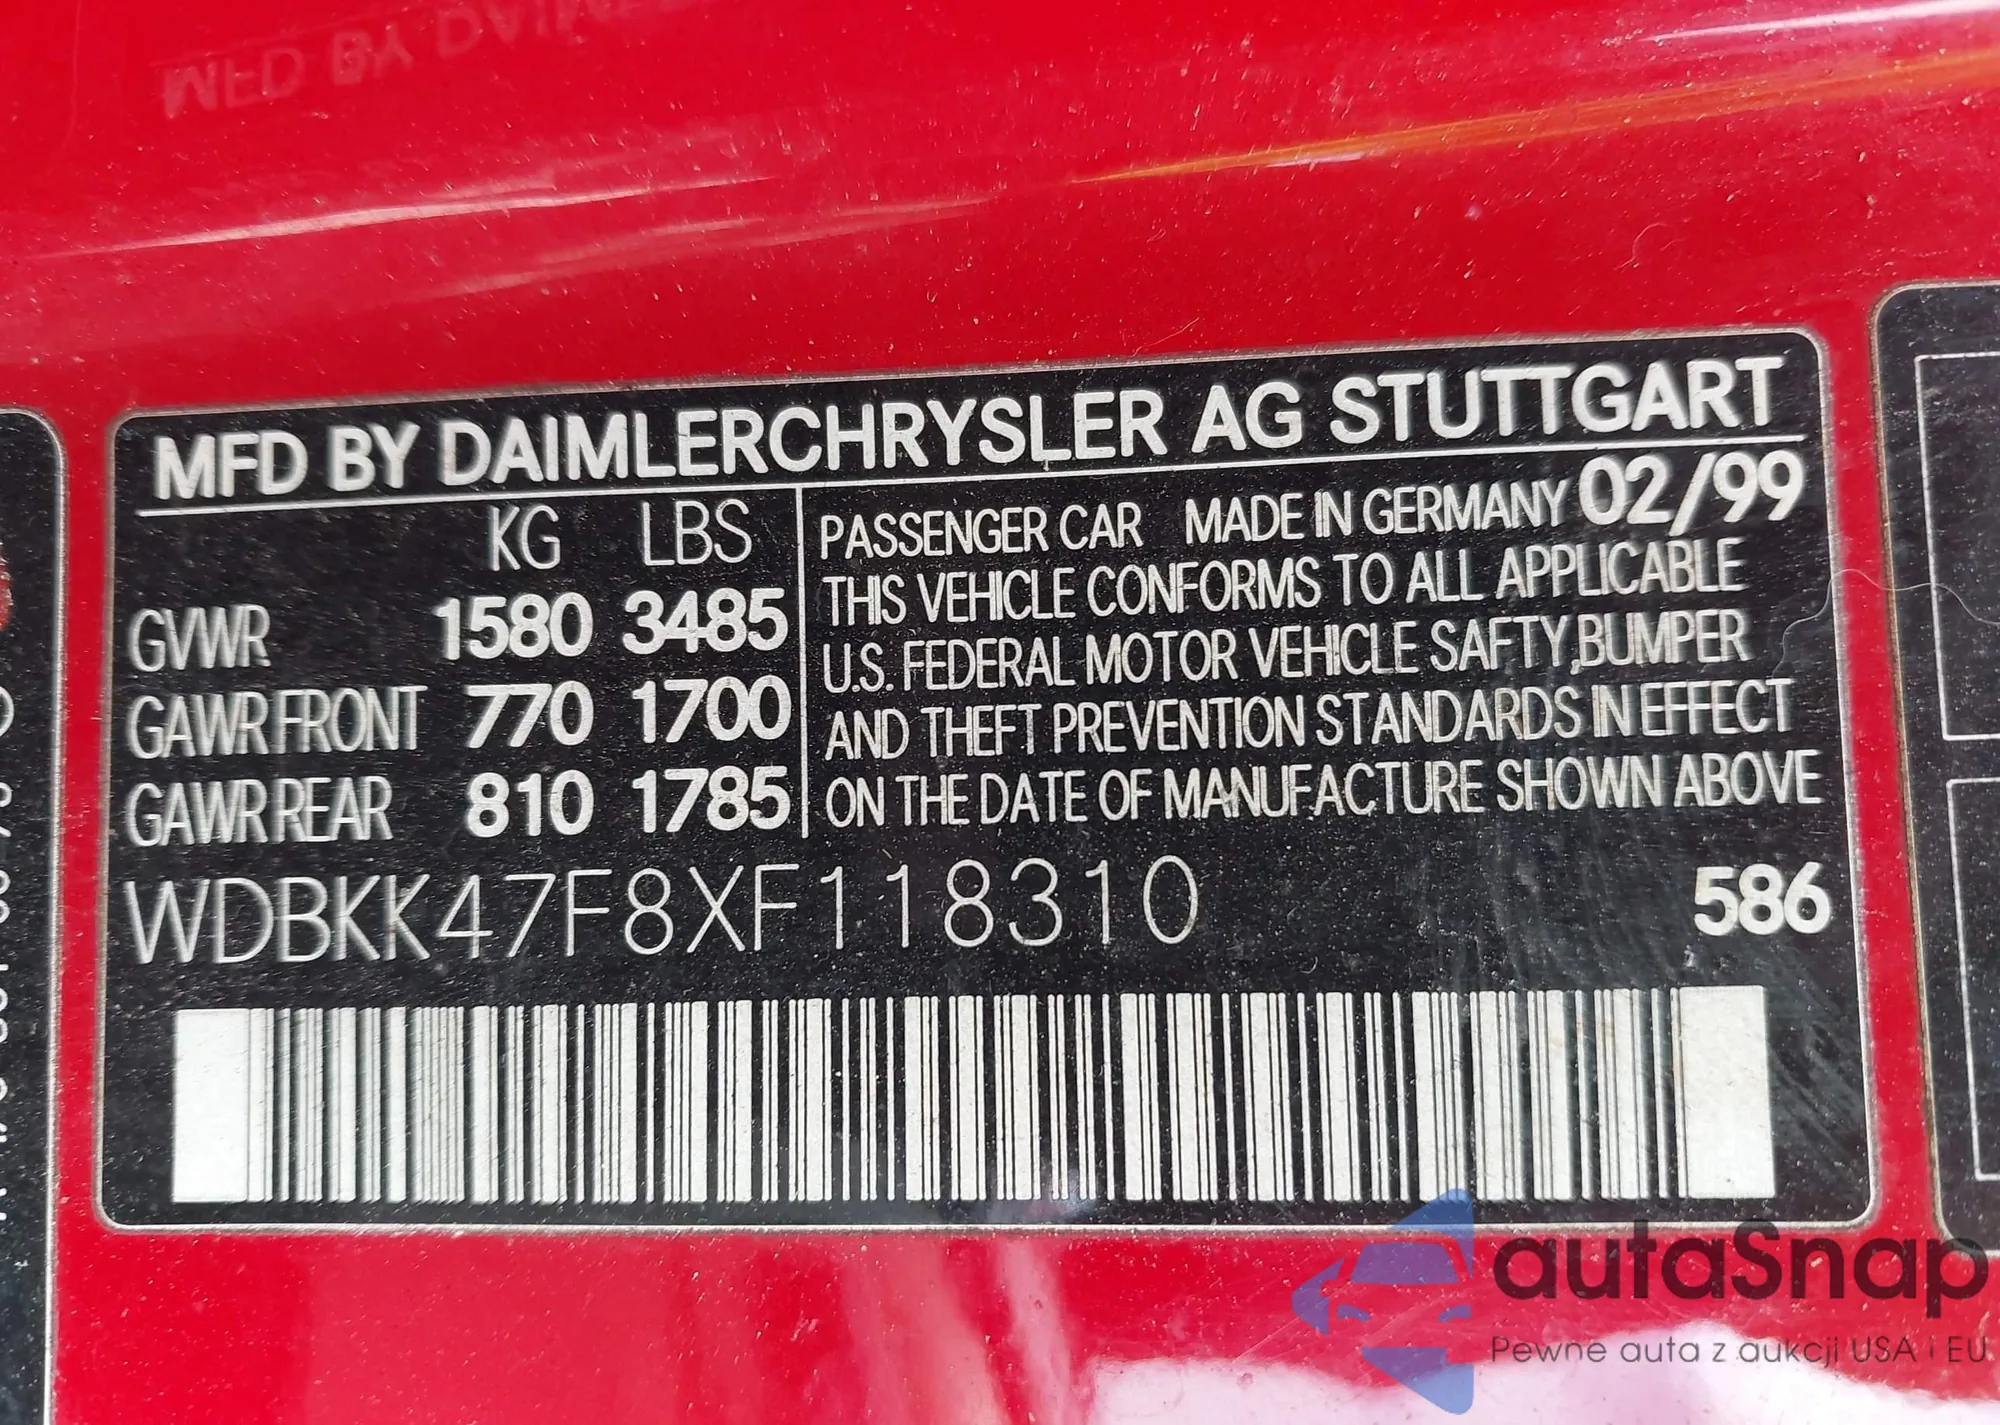 MFD BY DAIMLERCHRYSLER AG STUTTGART
KG LBS
GVWR 1580 3485
GAWR FRONT 770 1700
GAWR REAR 810 1785
PASSENGER CAR MADE IN GERMANY 02/99
THIS VEHICLE CONFORMS TO ALL APPLICABLE
U.S. FEDERAL MOTOR VEHICLE SAFTY,BUMPER
AND THEFT PREVENTION STANDARDS IN EFFECT
ON THE DATE OF MANUFACTURE SHOWN ABOVE
WDBKK47F8XF118310 586
autaSnap
Pewne auta z aukcji USA i EU